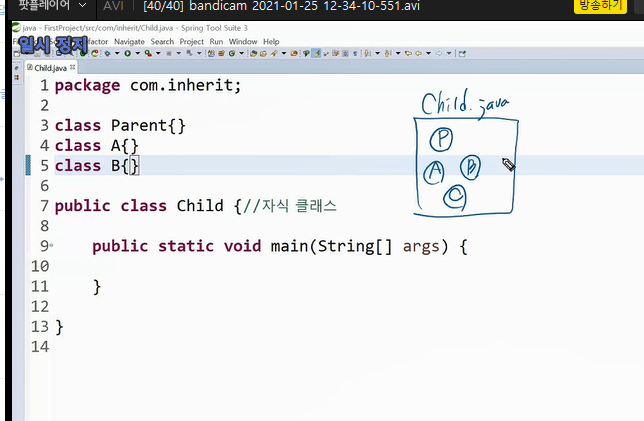 팟플레이어 AVI [40/40] bandicam 2021-01-25 12-34-10-551.avi 방송하기
java - FirstProject/src/com/inherit/Child.java - Spring Tool Suite 3
일시 정지
Refactor Navigate Search Project Run Window Help
Child.java
1 package com.inherit;
2
3 class Parent{}
4 class A{}
5 class B{}
6
7 public class Child {//자식 클래스
8
9 public static void main(String[] args) {
10
11 }
12
13 }
14
Child.java
P
A B
C